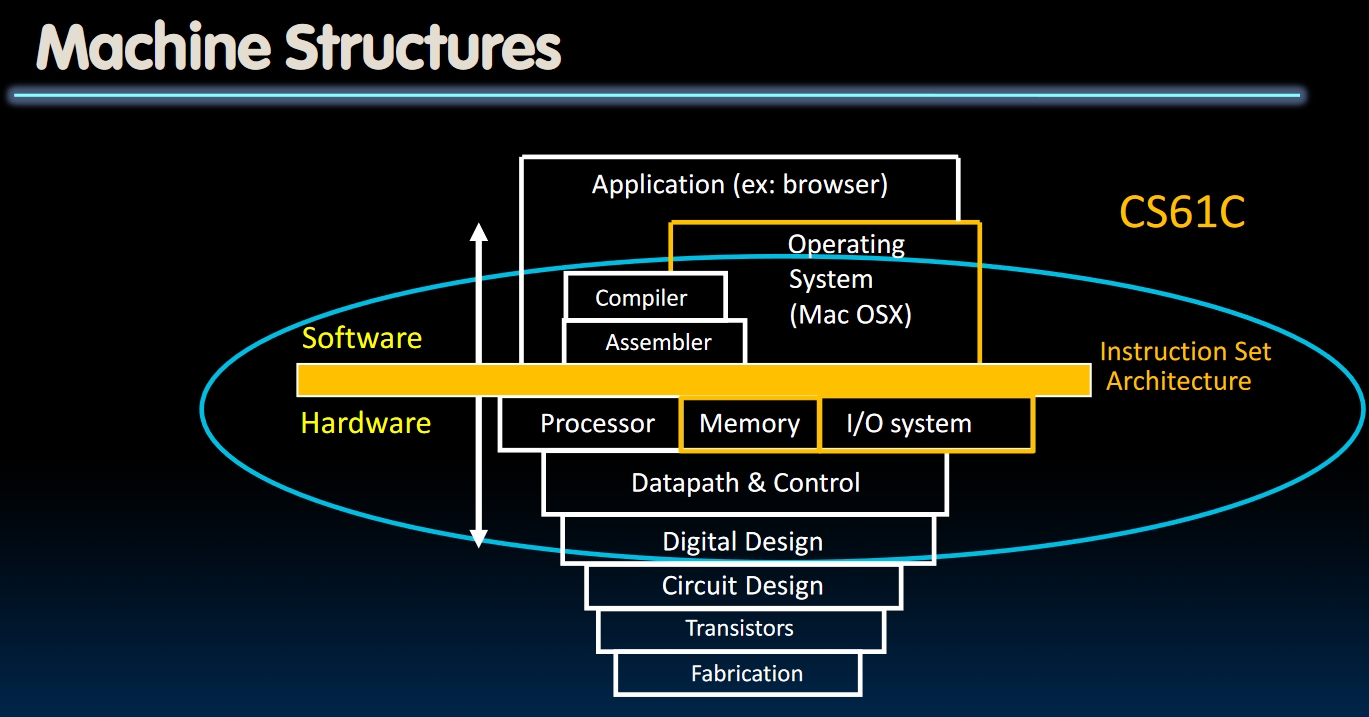 Machine Structures
Application (ex: browser)
CS61C
Operating
System
(Mac OSX)
Compiler
Assembler
Software
Instruction Set
Architecture
Hardware
Processor
Memory
I/O system
Datapath & Control
Digital Design
Circuit Design
Transistors
Fabrication